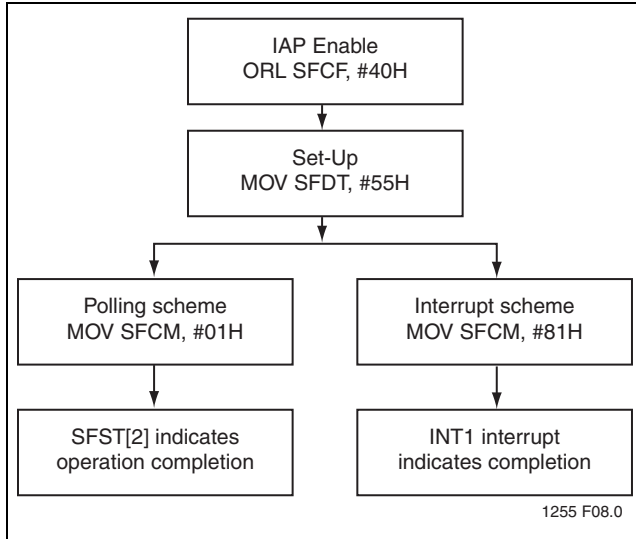 IAP Enable
ORL SFCF, #40H
Set-Up
MOV SFDT, #55H
Polling scheme
MOV SFCM, #01H
Interrupt scheme
MOV SFCM, #81H
SFST[2] indicates
operation completion
INT1 interrupt
indicates completion
1255 F08.0